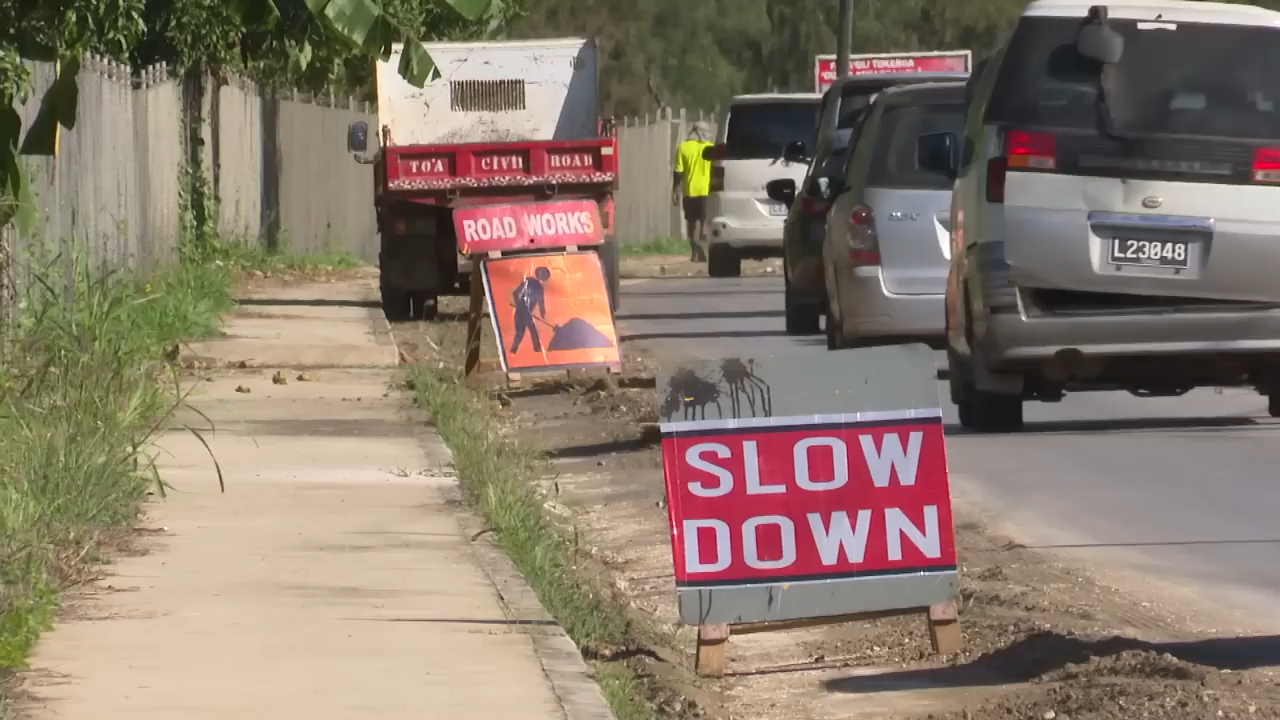 TO'A CIVIL ROAD
ROAD WORKS
SLOW
DOWN
L23048